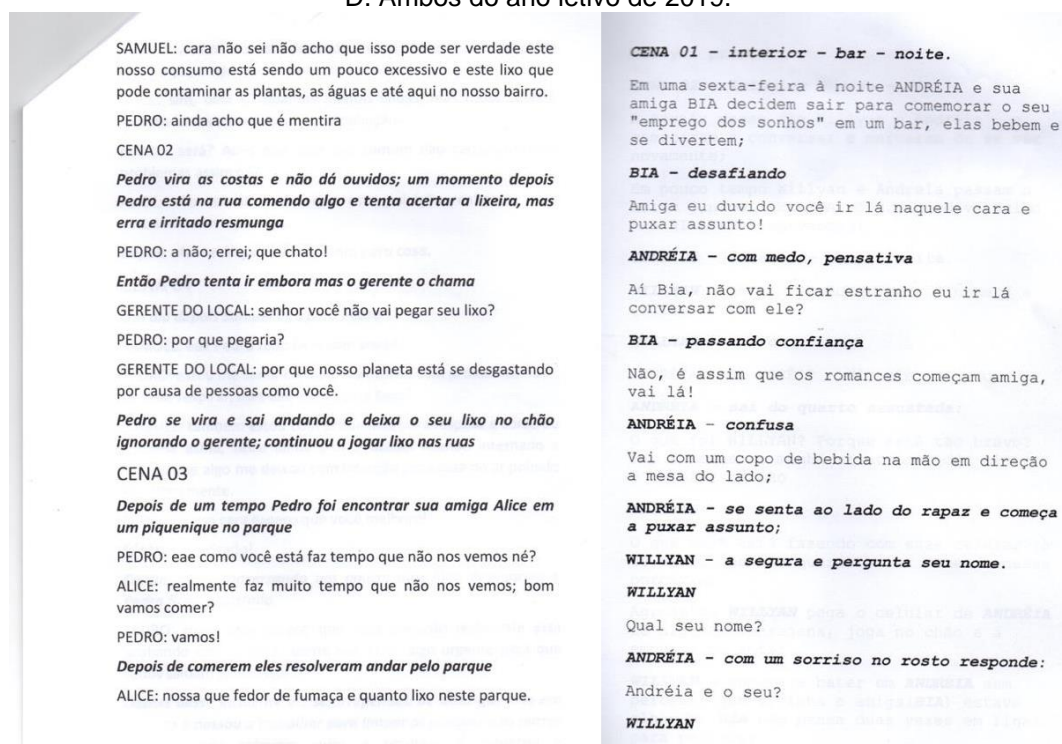 D. Ambos do ano letivo de 2019.
SAMUEL: cara não sei não acho que isso pode ser verdade este
nosso consumo está sendo um pouco excessivo e este lixo que
pode contaminar as plantas, as águas e até aqui no nosso bairro.
PEDRO: ainda acho que é mentira
CENA 02
Pedro vira as costas e não dá ouvidos; um momento depois
Pedro está na rua comendo algo e tenta acertar a lixeira, mas
erra e irritado resmunga
PEDRO: a não; errei; que chato!
Então Pedro tenta ir embora mas o gerente o chama
GERENTE DO LOCAL: senhor você não vai pegar seu lixo?
PEDRO: por que pegaria?
GERENTE DO LOCAL: por que nosso planeta está se desgastando
por causa de pessoas como você.
Pedro se vira e sai andando e deixa o seu lixo no chão
ignorando o gerente; continuou a jogar lixo nas ruas
CENA 03
Depois de um tempo Pedro foi encontrar sua amiga Alice em
um piquenique no parque
PEDRO: eae como você está faz tempo que não nos vemos né?
ALICE: realmente faz muito tempo que não nos vemos; bom
vamos comer?
PEDRO: vamos!
Depois de comerem eles resolveram andar pelo parque
ALICE: nossa que fedor de fumaça e quanto lixo neste parque.
CENA 01 - interior - bar - noite.
Em uma sexta-feira à noite ANDRÉIA e sua
amiga BIA decidem sair para comemorar o seu
"emprego dos sonhos" em um bar, elas bebem e
se divertem;
BIA - desafiando
Amiga eu duvido você ir lá naquele cara e
puxar assunto!
ANDRÉIA - com medo, pensativa
Ai Bia, não vai ficar estranho eu ir lá
conversar com ele?
BIA - passando confiança
Não, é assim que os romances começam amiga,
vai lá!
ANDRÉIA - confusa
Vai com um copo de bebida na mão em direção
a mesa do lado;
ANDRÉIA - se senta ao lado do rapaz e começa
a puxar assunto;
WILLYAN - a segura e pergunta seu nome.
WILLYAN
Qual seu nome?
ANDRÉIA - com um sorriso no rosto responde:
Andréia e o seu?
WILLYAN